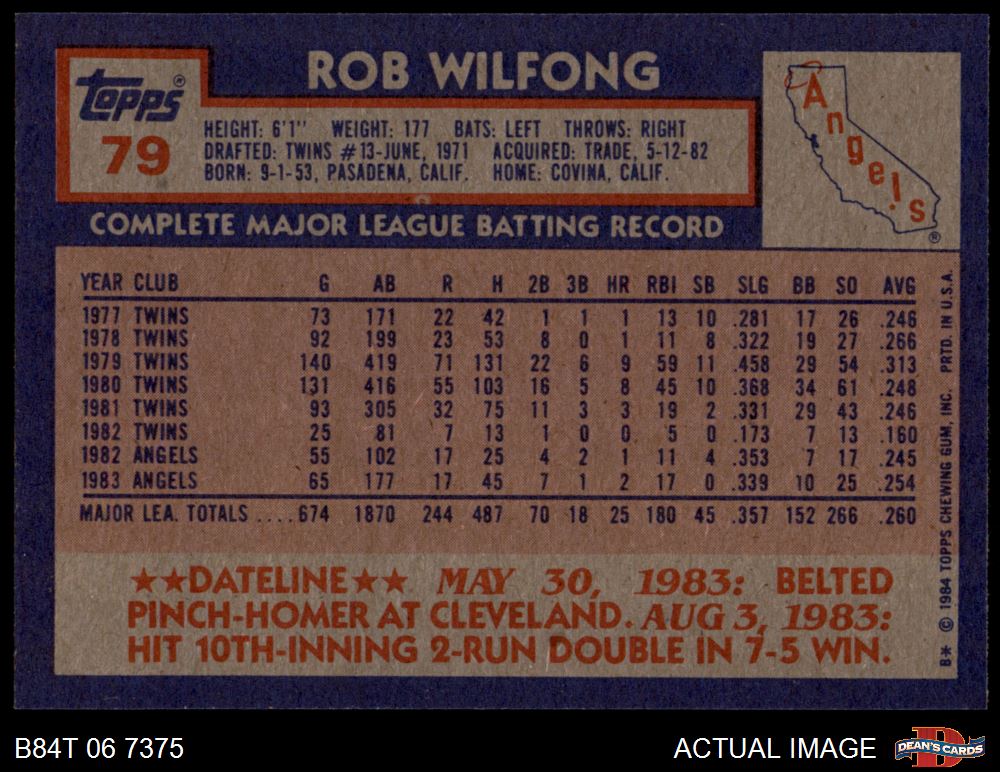 ROB WILFONG
Topps®
79
HEIGHT: 6'1" WEIGHT: 177 BATS: LEFT THROWS: RIGHT
DRAFTED: TWINS #13-JUNE, 1971 ACQUIRED: TRADE, 5-12-82
BORN: 9-1-53, PASADENA, CALIF. HOME: COVINA, CALIF.
Angels
®
COMPLETE MAJOR LEAGUE BATTING RECORD
YEAR CLUB G AB R H 2B 3B HR RBI SB SLG BB SO AVG
1977 TWINS 73 171 22 42 1 1 1 13 10 .281 17 26 .246
1978 TWINS 92 199 23 53 8 0 1 11 8 .322 19 27 .266
1979 TWINS 140 419 71 131 22 6 9 59 11 .458 29 54 .313
1980 TWINS 131 416 55 103 16 5 8 45 10 .368 34 61 .248
1981 TWINS 93 305 32 75 11 3 3 19 2 .331 29 43 .246
1982 TWINS 25 81 7 13 1 0 0 5 0 .173 7 13 .160
1982 ANGELS 55 102 17 25 4 2 1 11 4 .353 7 17 .245
1983 ANGELS 65 177 17 45 7 1 2 17 0 .339 10 25 .254
MAJOR LEA. TOTALS ....674 1870 244 487 70 18 25 180 45 .357 152 266 .260
★★DATELINE★★ MAY 30, 1983: BELTED
PINCH-HOMER AT CLEVELAND. AUG 3, 1983:
HIT 10TH-INNING 2-RUN DOUBLE IN 7-5 WIN.
B* © 1984 TOPPS CHEWING GUM, INC. PRTD. IN U.S.A.
B84T 06 7375
ACTUAL IMAGE
D
DEAN'S CARDS